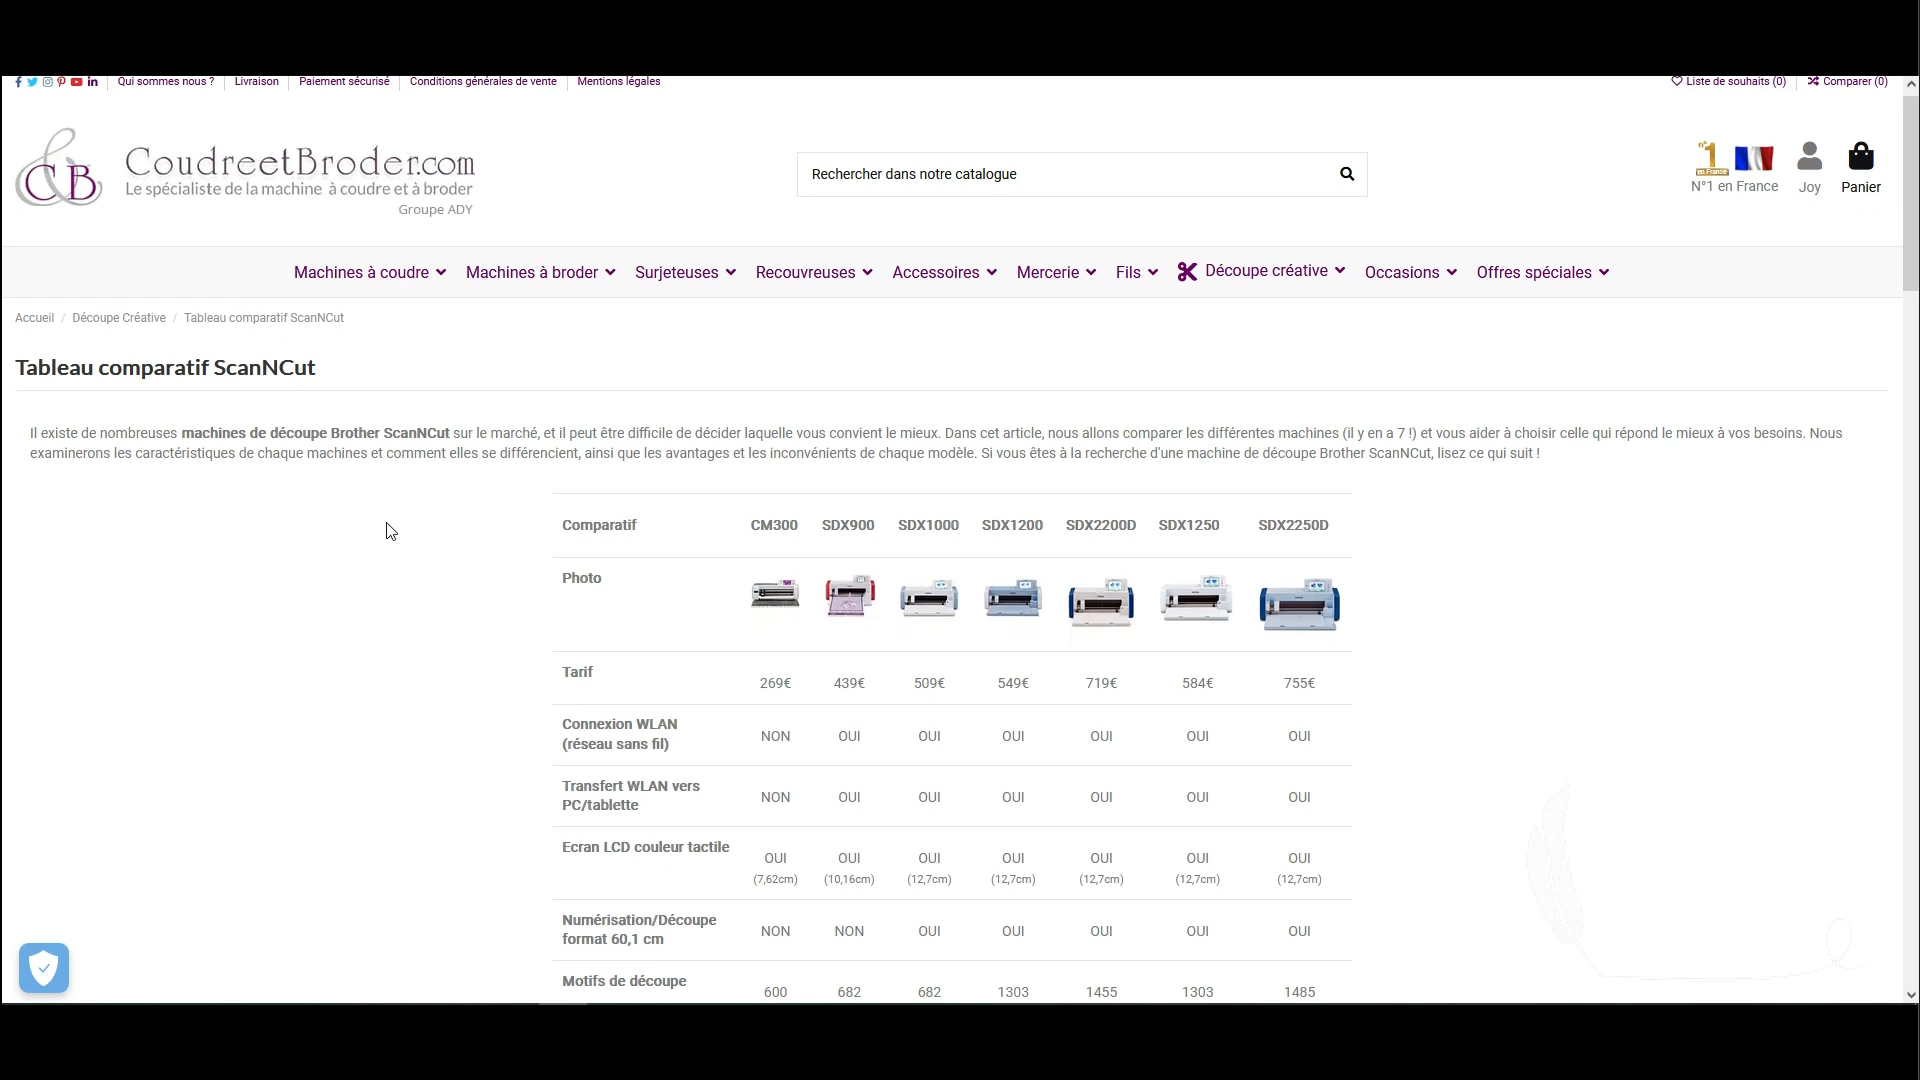 Qui sommes nous ? Livraison Paiement sécurisé Conditions générales de vente Mentions légales Liste de souhaits (0) Comparer (0)
CB
CoudreetBroder.com
Le spécialiste de la machine à coudre et à broder
Groupe ADY
Rechercher dans notre catalogue
n°1
en France
N°1 en France Joy Panier
Machines à coudre Machines à broder Surjeteuses Recouvreuses Accessoires Mercerie Fils Découpe créative Occasions Offres spéciales
Accueil / Découpe Créative / Tableau comparatif ScanNCut
Tableau comparatif ScanNCut
Il existe de nombreuses machines de découpe Brother ScanNCut sur le marché, et il peut être difficile de décider laquelle vous convient le mieux. Dans cet article, nous allons comparer les différentes machines (il y en a 7 !) et vous aider à choisir celle qui répond le mieux à vos besoins. Nous
examinerons les caractéristiques de chaque machines et comment elles se différencient, ainsi que les avantages et les inconvénients de chaque modèle. Si vous êtes à la recherche d'une machine de découpe Brother ScanNCut, lisez ce qui suit !
Comparatif CM300 SDX900 SDX1000 SDX1200 SDX2200D SDX1250 SDX2250D
Photo
Tarif
269€ 439€ 509€ 549€ 719€ 584€ 755€
Connexion WLAN
(réseau sans fil)
NON OUI OUI OUI OUI OUI OUI
Transfert WLAN vers
PC/tablette
NON OUI OUI OUI OUI OUI OUI
Ecran LCD couleur tactile
OUI OUI OUI OUI OUI OUI OUI
(7,62cm) (10,16cm) (12,7cm) (12,7cm) (12,7cm) (12,7cm) (12,7cm)
Numérisation/Découpe
format 60,1 cm
NON NON OUI OUI OUI OUI OUI
Motifs de découpe
600 682 682 1303 1455 1303 1485